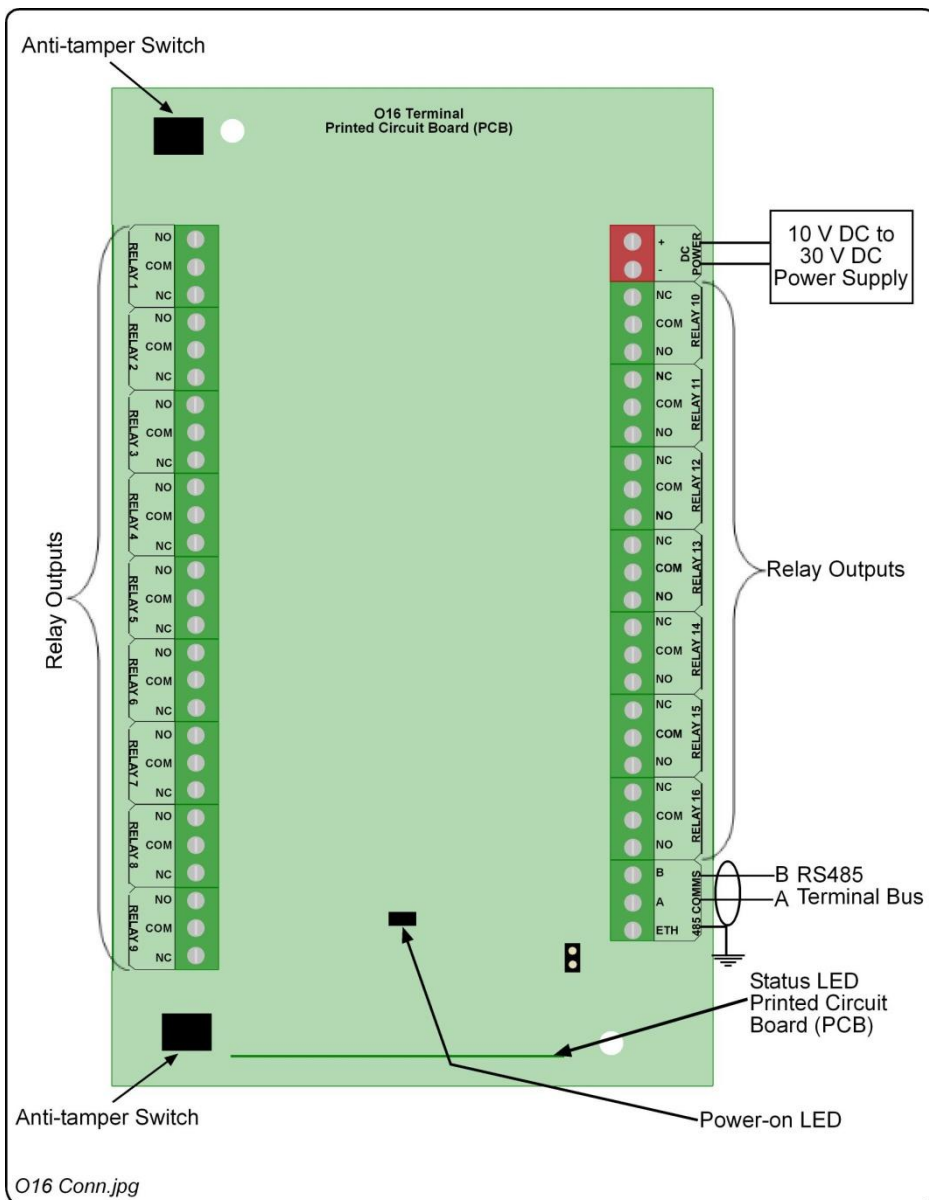 Anti-tamper Switch
O16 Terminal
Printed Circuit Board (PCB)
Relay Outputs
RELAY 1
NO
COM
NC
RELAY 2
NO
COM
NC
RELAY 3
NO
COM
NC
RELAY 4
NO
COM
NC
RELAY 5
NO
COM
NC
RELAY 6
NO
COM
NC
RELAY 7
NO
COM
NC
RELAY 8
NO
COM
NC
RELAY 9
NO
COM
NC
+
-
DC
POWER
10 V DC to
30 V DC
Power Supply
NC
COM
NO
RELAY 10
NC
COM
NO
RELAY 11
NC
COM
NO
RELAY 12
NC
COM
NO
RELAY 13
NC
COM
NO
RELAY 14
NC
COM
NO
RELAY 15
NC
COM
NO
RELAY 16
Relay Outputs
B
A
ETH
485 COMMS
B RS485
A Terminal Bus
Status LED
Printed Circuit
Board (PCB)
Anti-tamper Switch
Power-on LED
O16 Conn.jpg